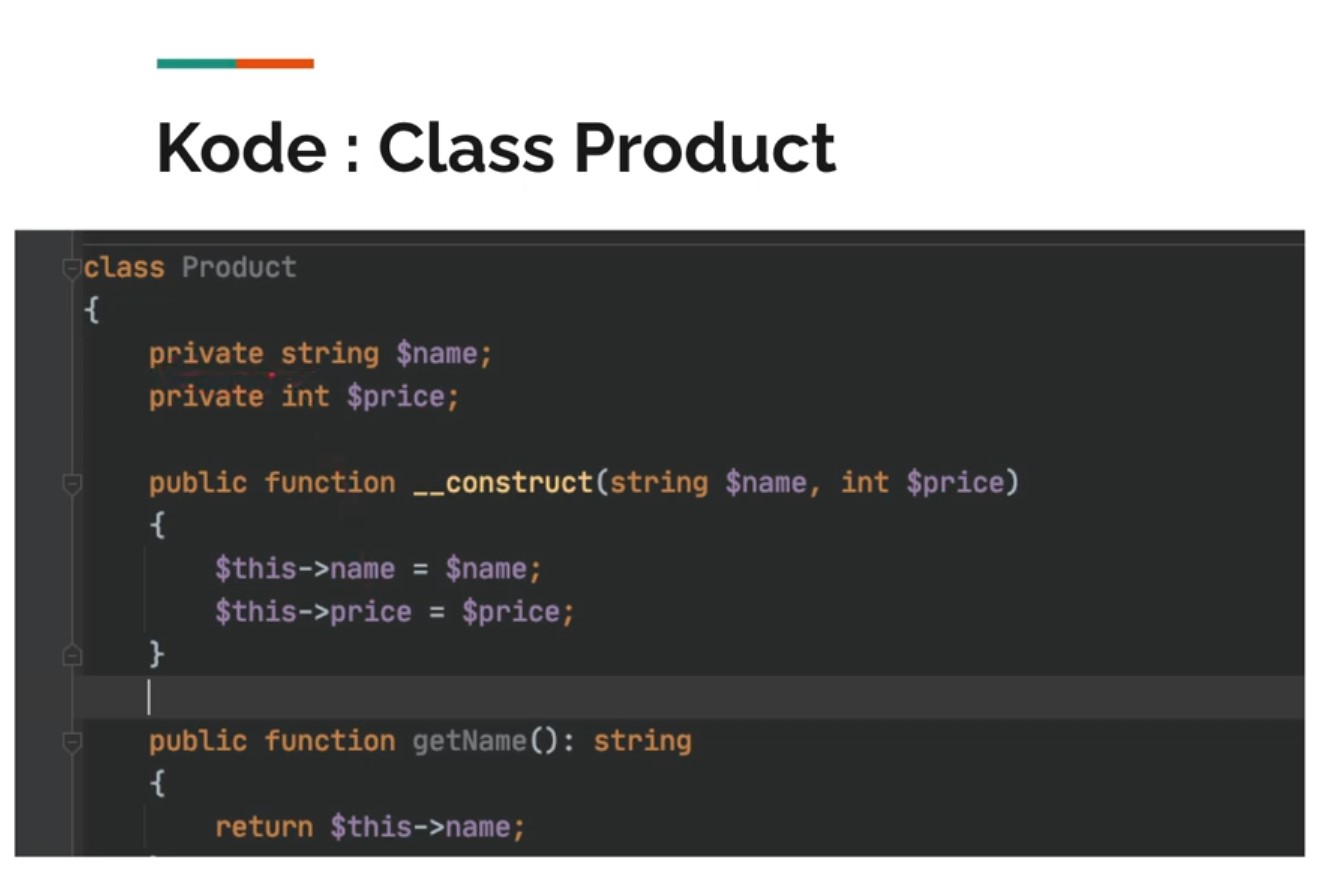 Kode : Class Product
class Product
{
    private string $name;
    private int $price;
    public function __construct(string $name, int $price)
    {
        $this->name = $name;
        $this->price = $price;
    }
    public function getName(): string
    {
        return $this->name;